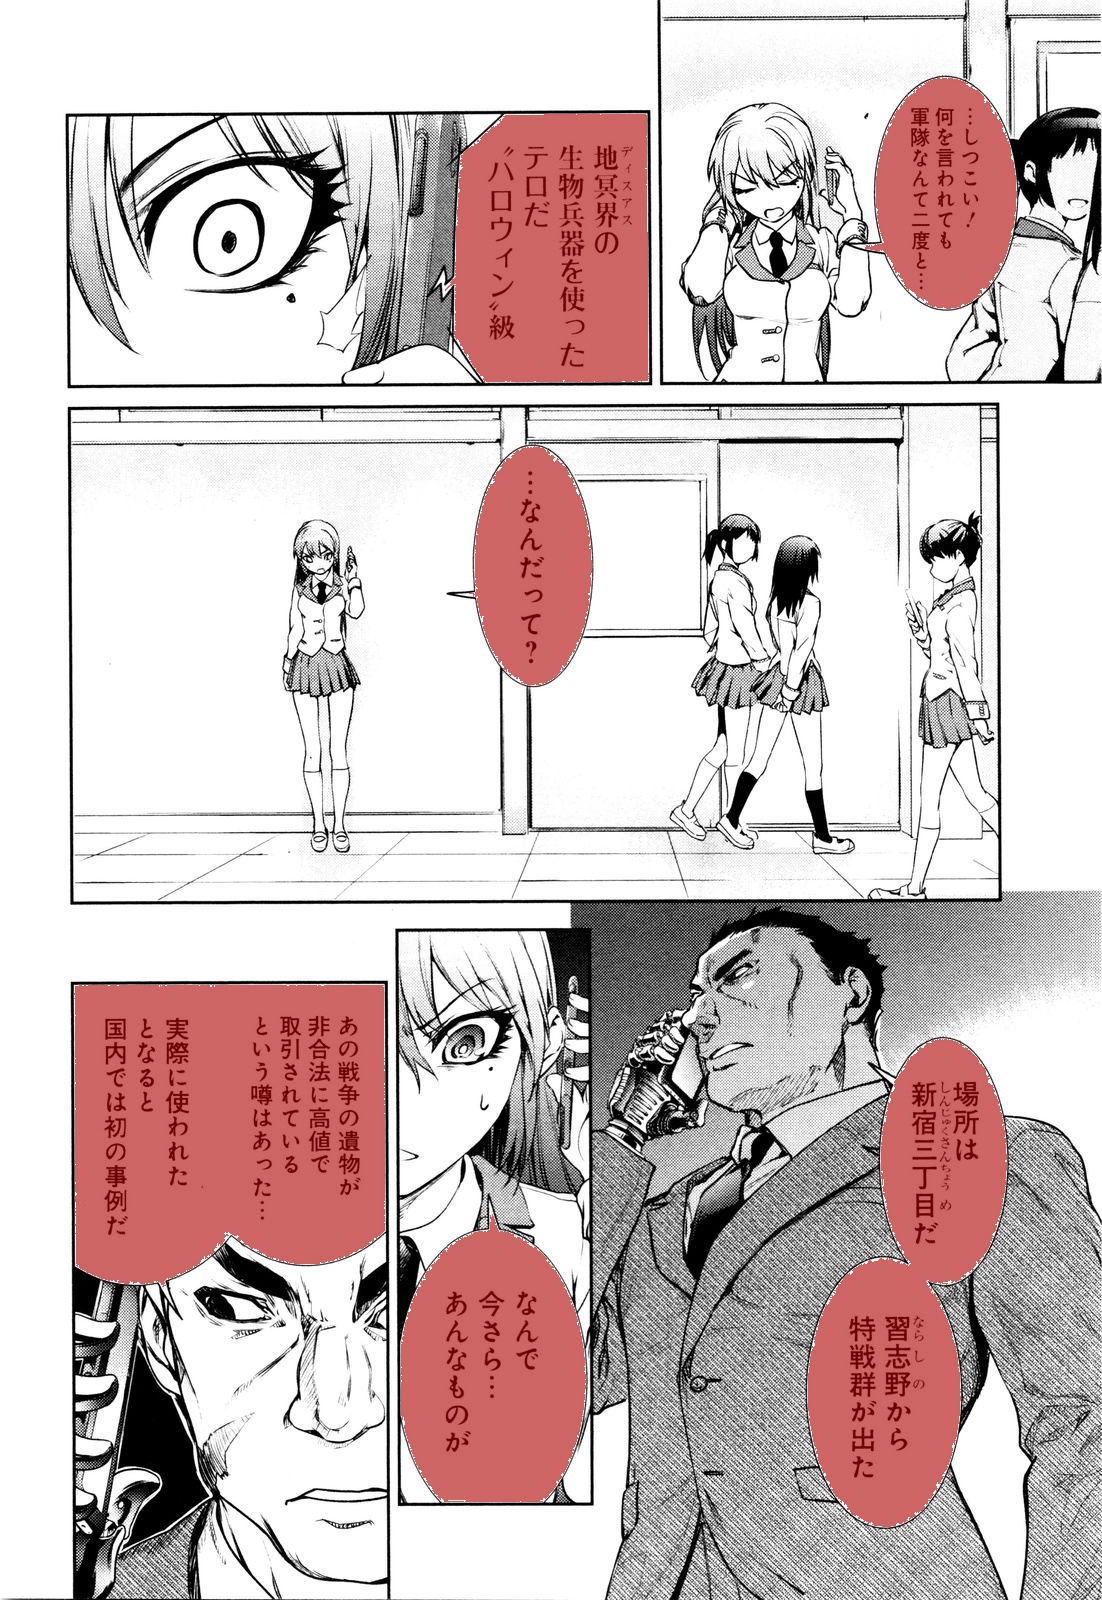 …しつこい！
何を言われても
軍隊なんて二度と…
地冥界の
ディスアス
生物兵器を使った
テロだ
〝ハロウィン〟級
…なんだって？
場所は
新宿三丁目だ
しんじゅくさんちょうめ
習志野から
ならしの
特戦群が出た
なんで
今さら…
あんなものが
あの戦争の遺物が
非合法に高値で
取引されている
という噂はあった…
実際に使われた
となると
国内では初の事例だ